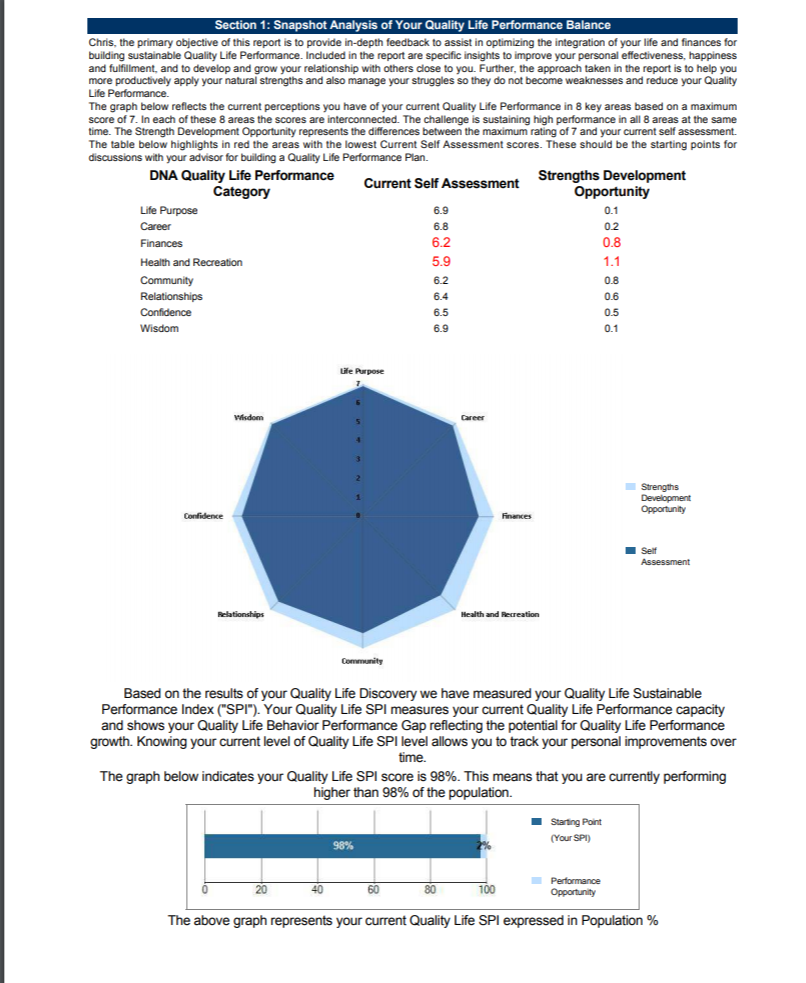 Section 1: Snapshot Analysis of Your Quality Life Performance Balance
Chris, the primary objective of this report is to provide in-depth feedback to assist in optimizing the integration of your life and finances for
building sustainable Quality Life Performance. Included in the report are specific insights to improve your personal effectiveness, happiness
and fulfillment, and to develop and grow your relationship with others close to you. Further, the approach taken in the report is to help you
more productively apply your natural strengths and also manage your struggles so they do not become weaknesses and reduce your Quality
Life Performance.
The graph below reflects the current perceptions you have of your current Quality Life Performance in 8 key areas based on a maximum
score of 7. In each of these 8 areas the scores are interconnected. The challenge is sustaining high performance in all 8 areas at the same
time. The Strength Development Opportunity represents the differences between the maximum rating of 7 and your current self assessment.
The table below highlights in red the areas with the lowest Current Self Assessment scores. These should be the starting points for
discussions with your advisor for building a Quality Life Performance Plan.
DNA Quality Life Performance Category Current Self Assessment Strengths Development Opportunity
Life Purpose 6.9 0.1
Career 6.8 0.2
Finances 6.2 0.8
Health and Recreation 5.9 1.1
Community 6.2 0.8
Relationships 6.4 0.6
Confidence 6.5 0.5
Wisdom 6.9 0.1
Life Purpose
7
6
Wisdom
Career
5
4
3
2
1
0
Confidence
Finances
Relationships
Health and Recreation
Community
Strengths
Development
Opportunity
Self
Assessment
Based on the results of your Quality Life Discovery we have measured your Quality Life Sustainable
Performance Index ("SPI"). Your Quality Life SPI measures your current Quality Life Performance capacity
and shows your Quality Life Behavior Performance Gap reflecting the potential for Quality Life Performance
growth. Knowing your current level of Quality Life SPI level allows you to track your personal improvements over
time.
The graph below indicates your Quality Life SPI score is 98%. This means that you are currently performing
higher than 98% of the population.
98% 2%
0 20 40 60 80 100
Starting Point
(Your SPI)
Performance
Opportunity
The above graph represents your current Quality Life SPI expressed in Population %